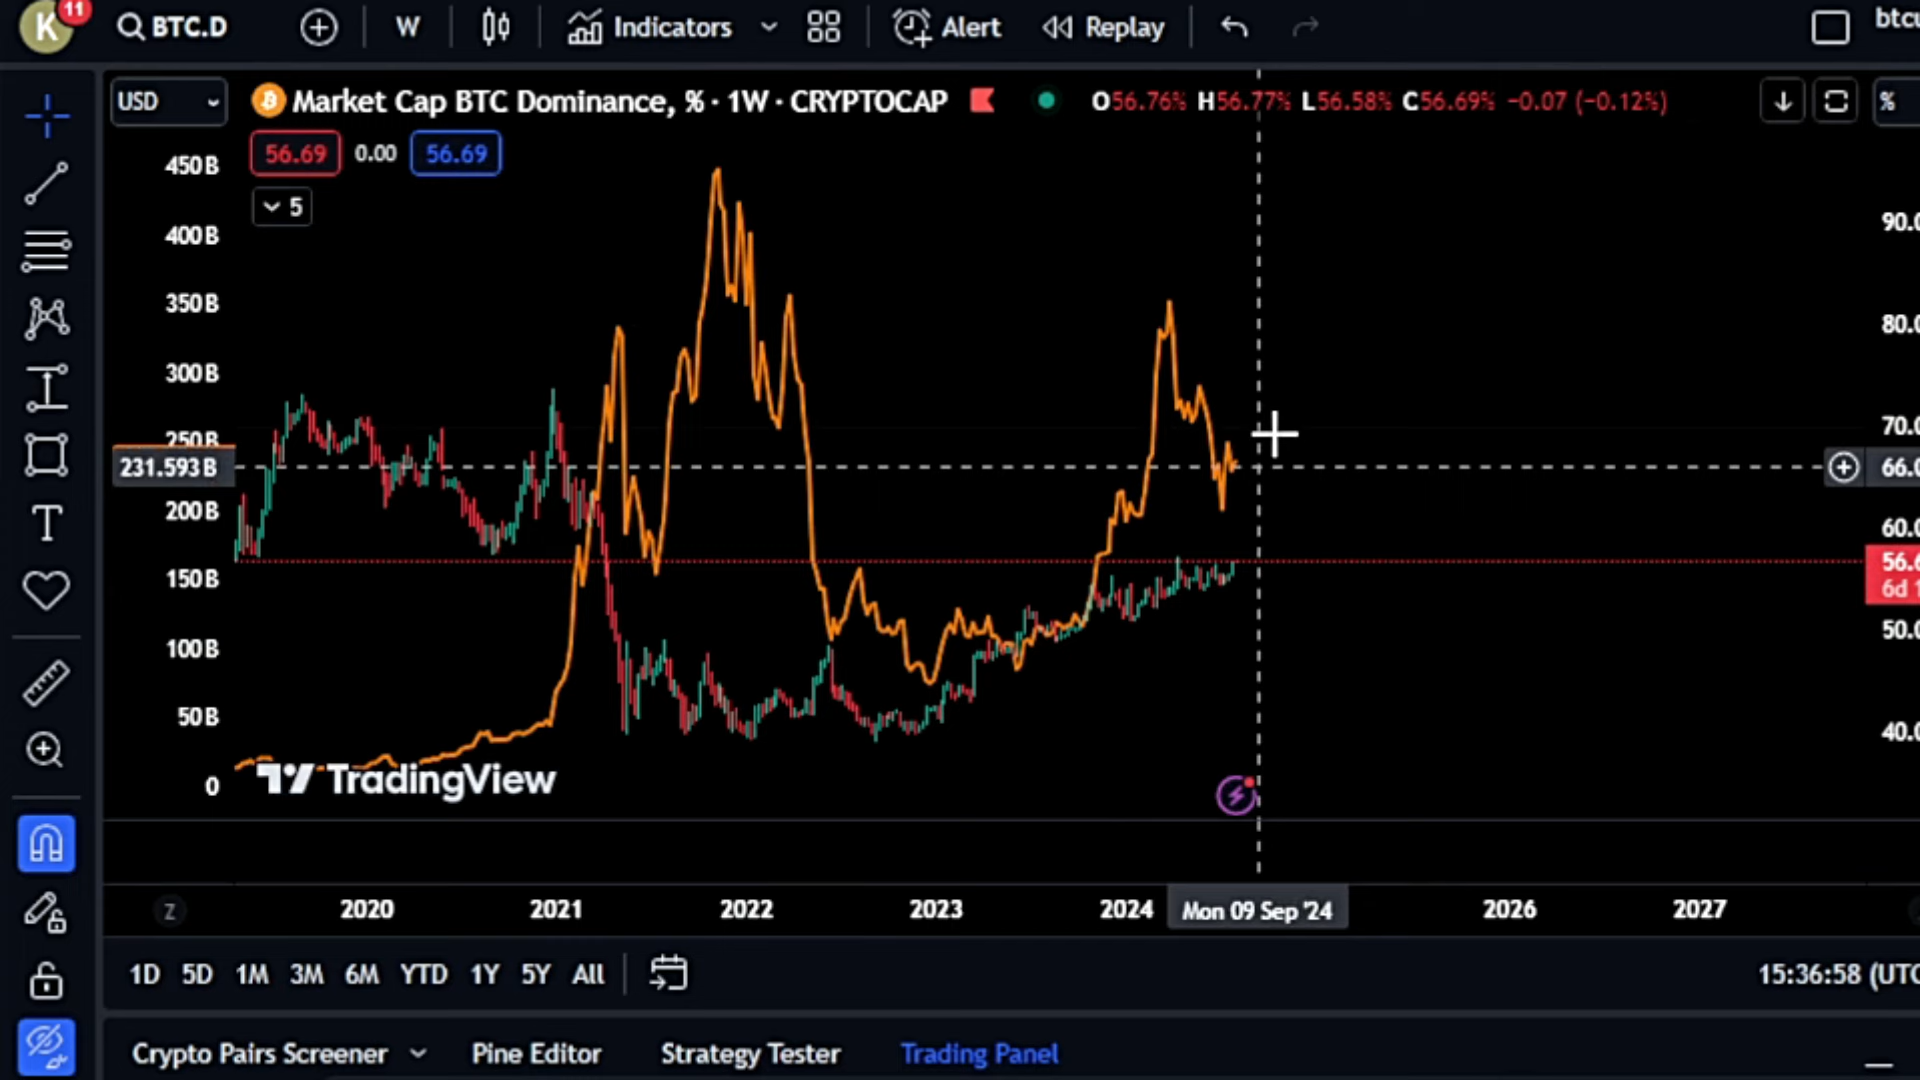 K 11 BTC.D W Indicators Alert Replay btcu
USD Market Cap BTC Dominance, % · 1W · CRYPTOCAP O56.76% H56.77% L56.58% C56.69% −0.07 (−0.12%) %
56.69 0.00 56.69
5
450B
400B
350B
300B
250B
231.593B
200B
150B
100B
50B
0
90.0
80.0
70.0
66.0
60.0
56.6
6d 1
50.0
40.0
TradingView
Z 2020 2021 2022 2023 2024 Mon 09 Sep '24 2026 2027
1D 5D 1M 3M 6M YTD 1Y 5Y All 15:36:58 (UTC
Crypto Pairs Screener Pine Editor Strategy Tester Trading Panel